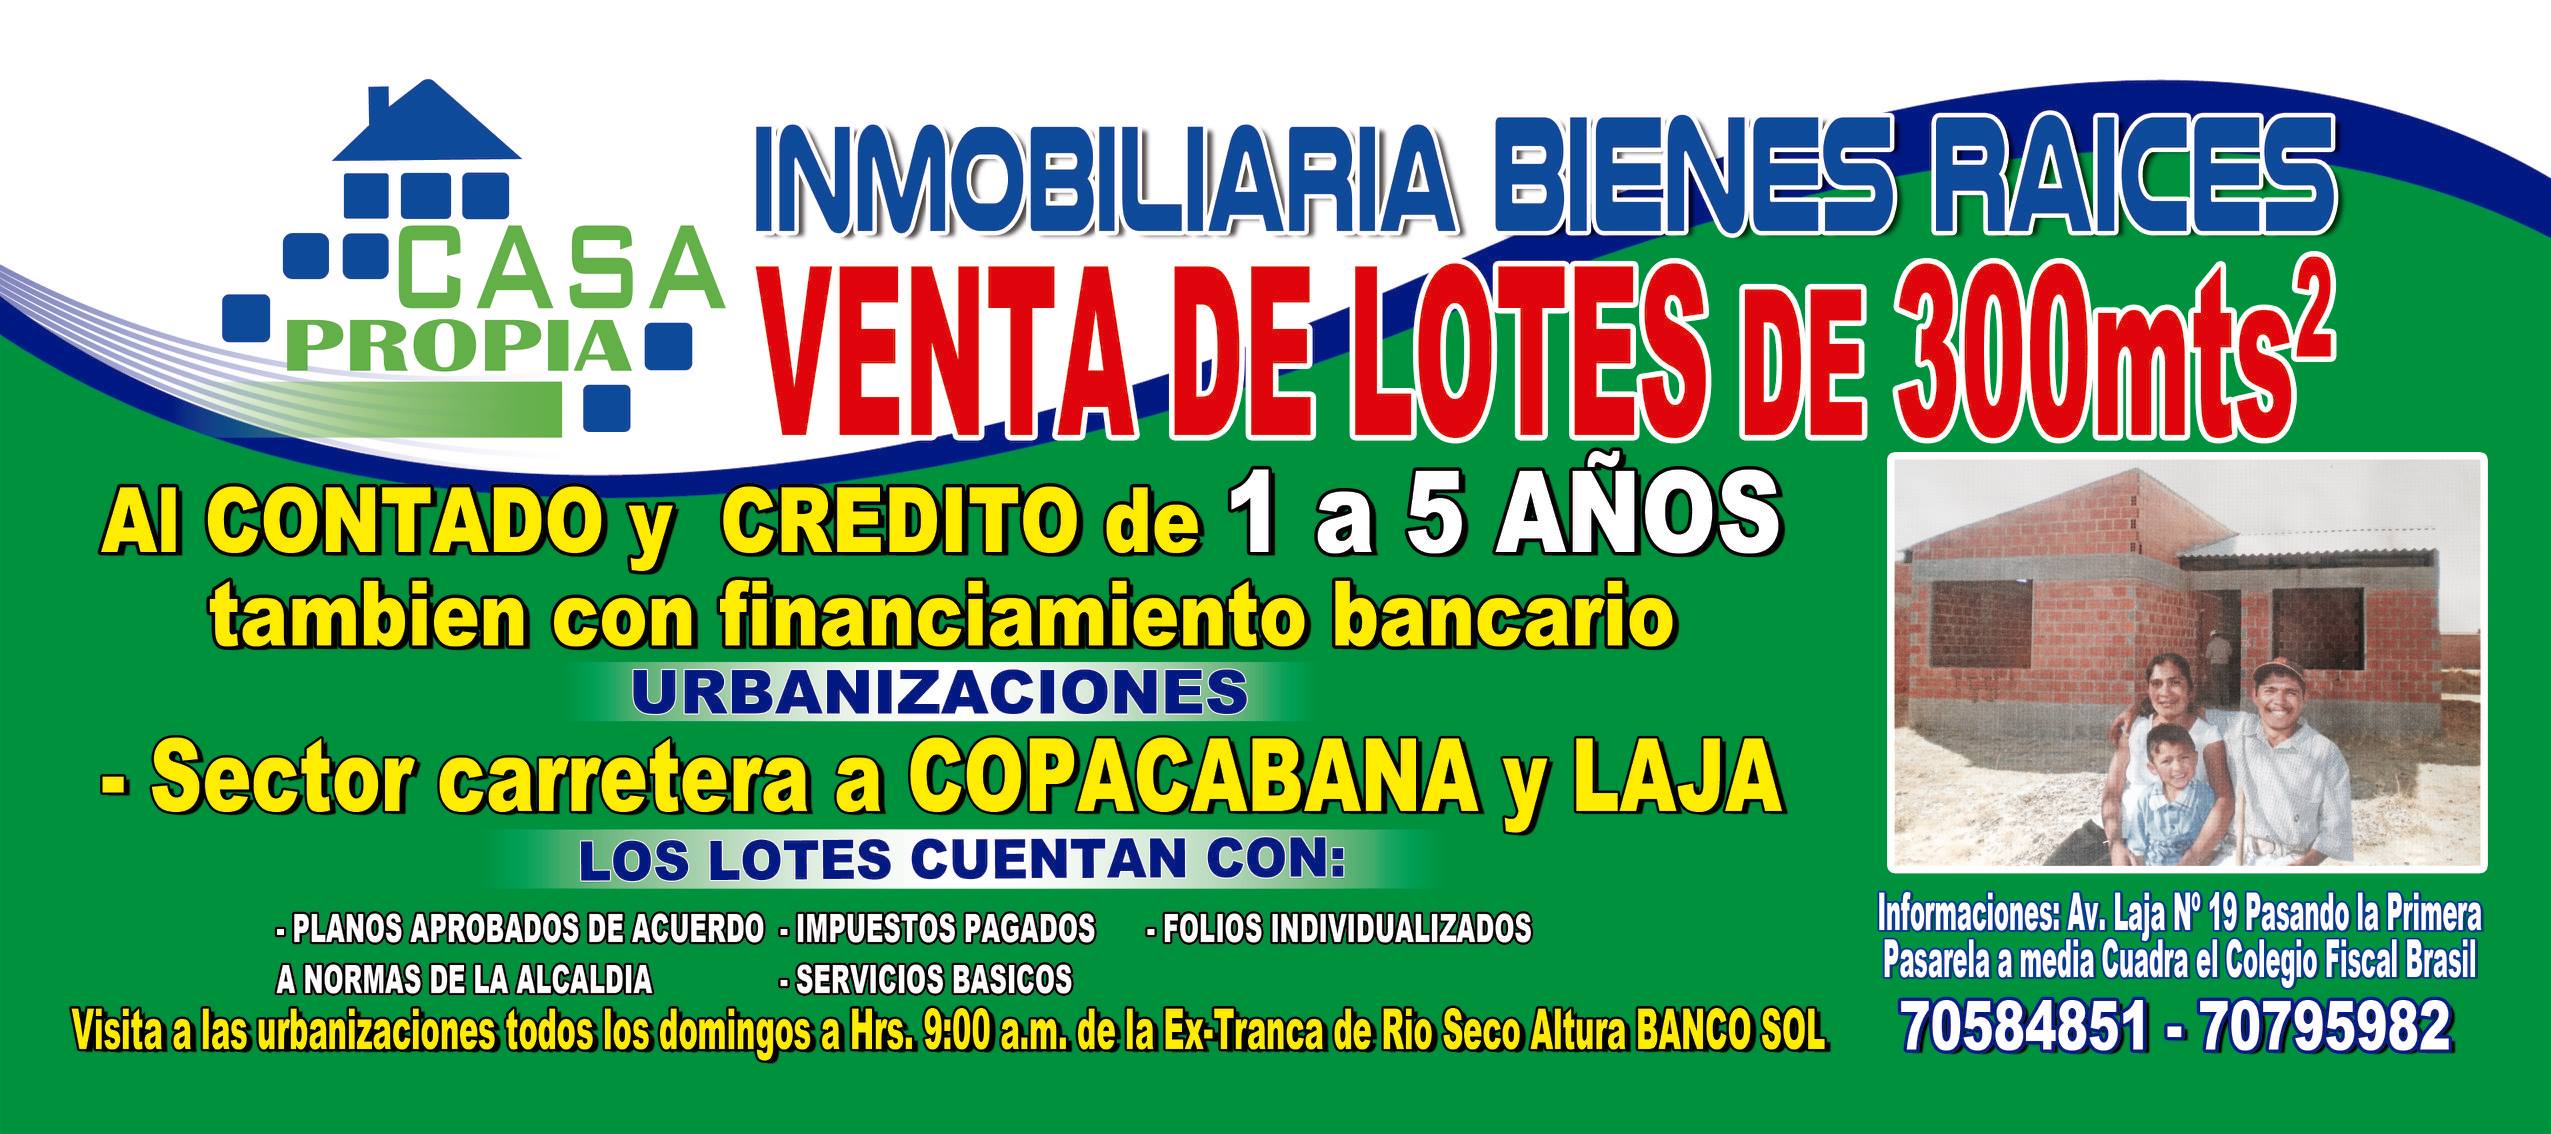 CASA
PROPIA
INMOBILIARIA BIENES RAICES
VENTA DE LOTES DE 300mts²
Al CONTADO y CREDITO de 1 a 5 AÑOS
tambien con financiamiento bancario
URBANIZACIONES
- Sector carretera a COPACABANA y LAJA
LOS LOTES CUENTAN CON:
- PLANOS APROBADOS DE ACUERDO
A NORMAS DE LA ALCALDIA
- IMPUESTOS PAGADOS
- SERVICIOS BASICOS
- FOLIOS INDIVIDUALIZADOS
Visita a las urbanizaciones todos los domingos a Hrs. 9:00 a.m. de la Ex-Tranca de Rio Seco Altura BANCO SOL
Informaciones: Av. Laja Nº 19 Pasando la Primera
Pasarela a media Cuadra el Colegio Fiscal Brasil
70584851 - 70795982